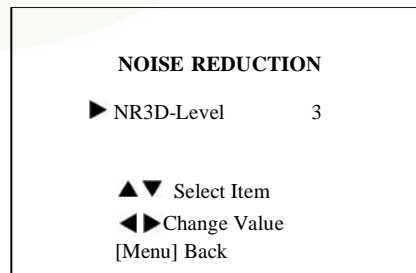 NOISE REDUCTION
▶ NR3D-Level 3
▲▼ Select Item
◀▶Change Value
[Menu] Back